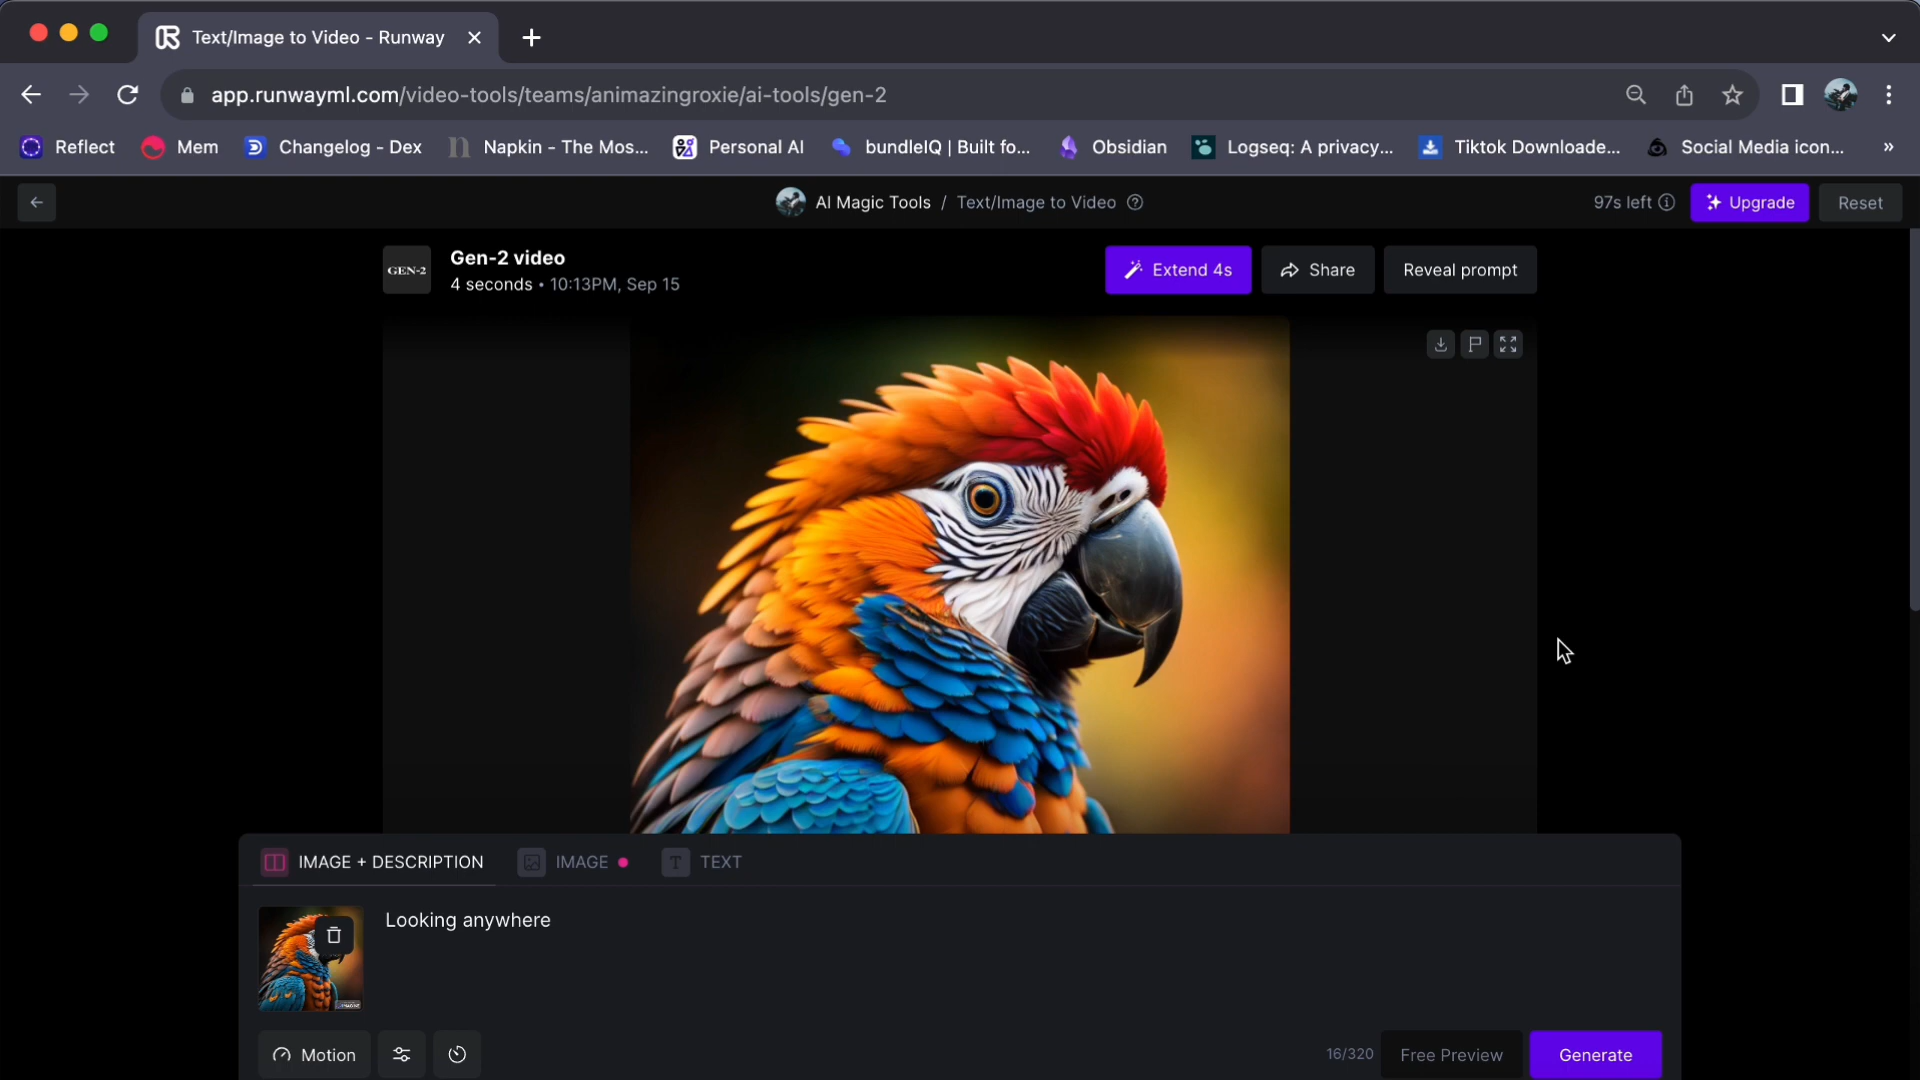 Text/Image to Video - Runway
app.runwayml.com/video-tools/teams/animazingroxie/ai-tools/gen-2
Reflect Mem Changelog - Dex Napkin - The Mos... Personal AI bundleIQ | Built fo... Obsidian Logseq: A privacy... Tiktok Downloade... Social Media icon... »
AI Magic Tools / Text/Image to Video 97s left Upgrade Reset
GEN-2 Gen-2 video Extend 4s Share Reveal prompt
4 seconds • 10:13PM, Sep 15
IMAGE + DESCRIPTION IMAGE T TEXT
Looking anywhere
Motion 16/320 Free Preview Generate